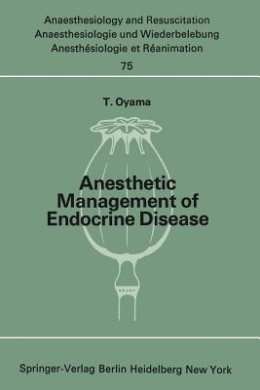 Anaesthesiology and Resuscitation
Anaesthesiologie und Wiederbelebung
Anesthésiologie et Réanimation
75
T. Oyama
Anesthetic
Management of
Endocrine Disease
Springer-Verlag Berlin Heidelberg New York